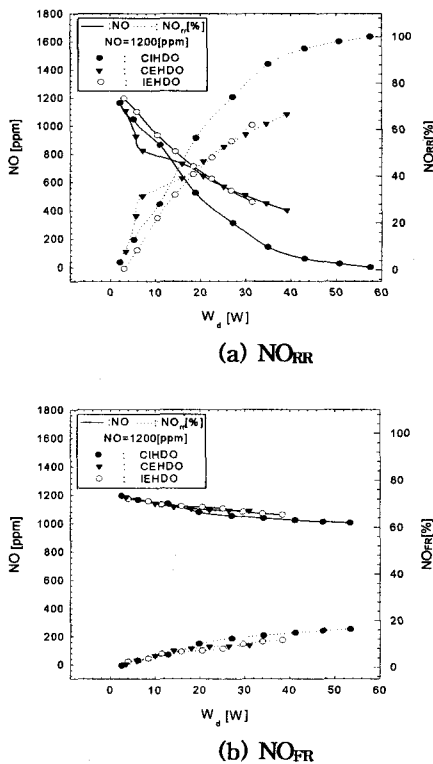 1800
1600
1400
1200
1000
800
600
400
200
0
NO [ppm]
:NO :NOrr[%]
NO=1200[ppm]
: CIHDO
: CEHDO
: IEHDO
100
80
60
40
20
0
NORR[%]
0 10 20 30 40 50 60
Wd [W]
(a) NORR
1800
1600
1400
1200
1000
800
600
400
200
0
NO [ppm]
:NO :NOrr[%]
NO=1200[ppm]
: CIHDO
: CEHDO
: IEHDO
100
80
60
40
20
0
NOFR[%]
0 10 20 30 40 50 60
Wd [W]
(b) NOFR